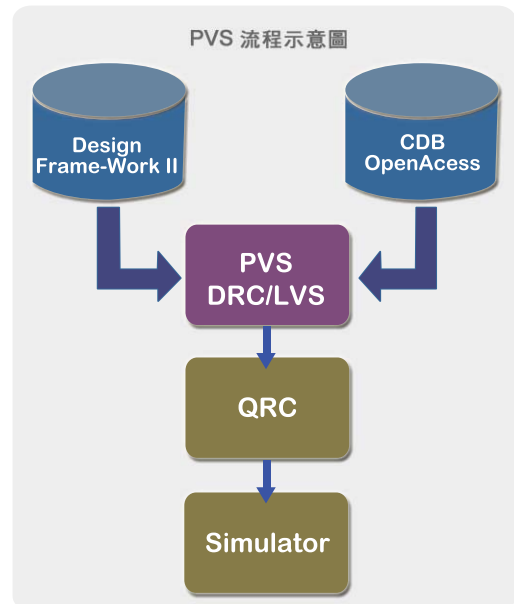 PVS 流程示意圖
Design
Frame-Work II
CDB
OpenAcess
PVS
DRC/LVS
QRC
Simulator